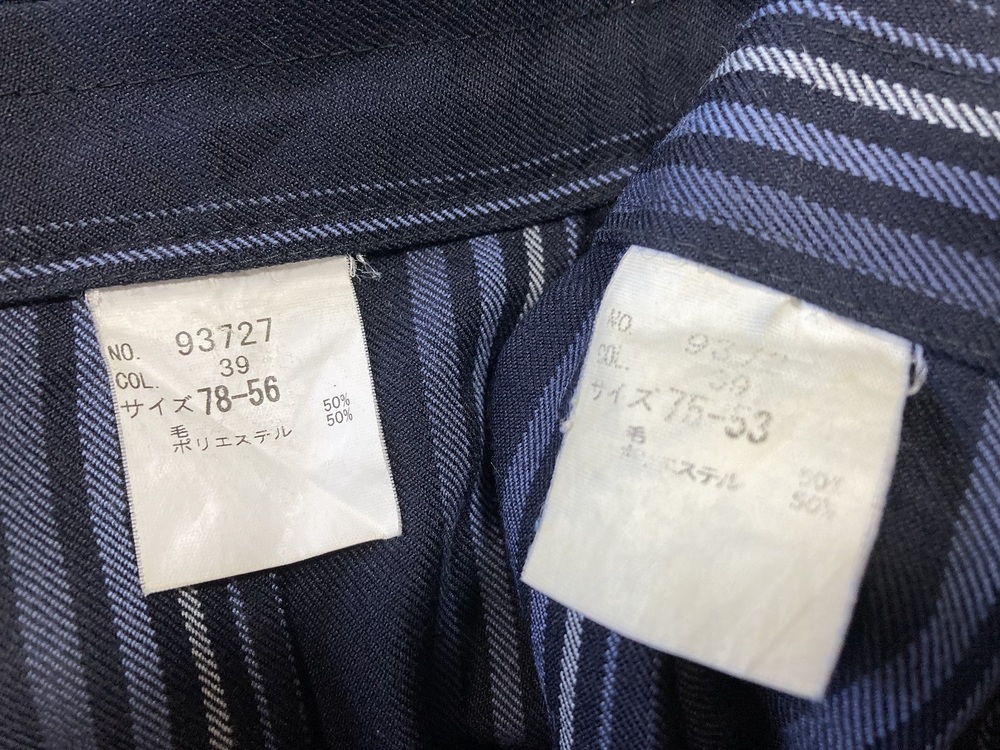 NO. 93727
COL. 39
サイズ 78-56
毛 50%
ポリエステル 50%
NO.
COL. 39
サイズ 75-53
毛 50%
50%